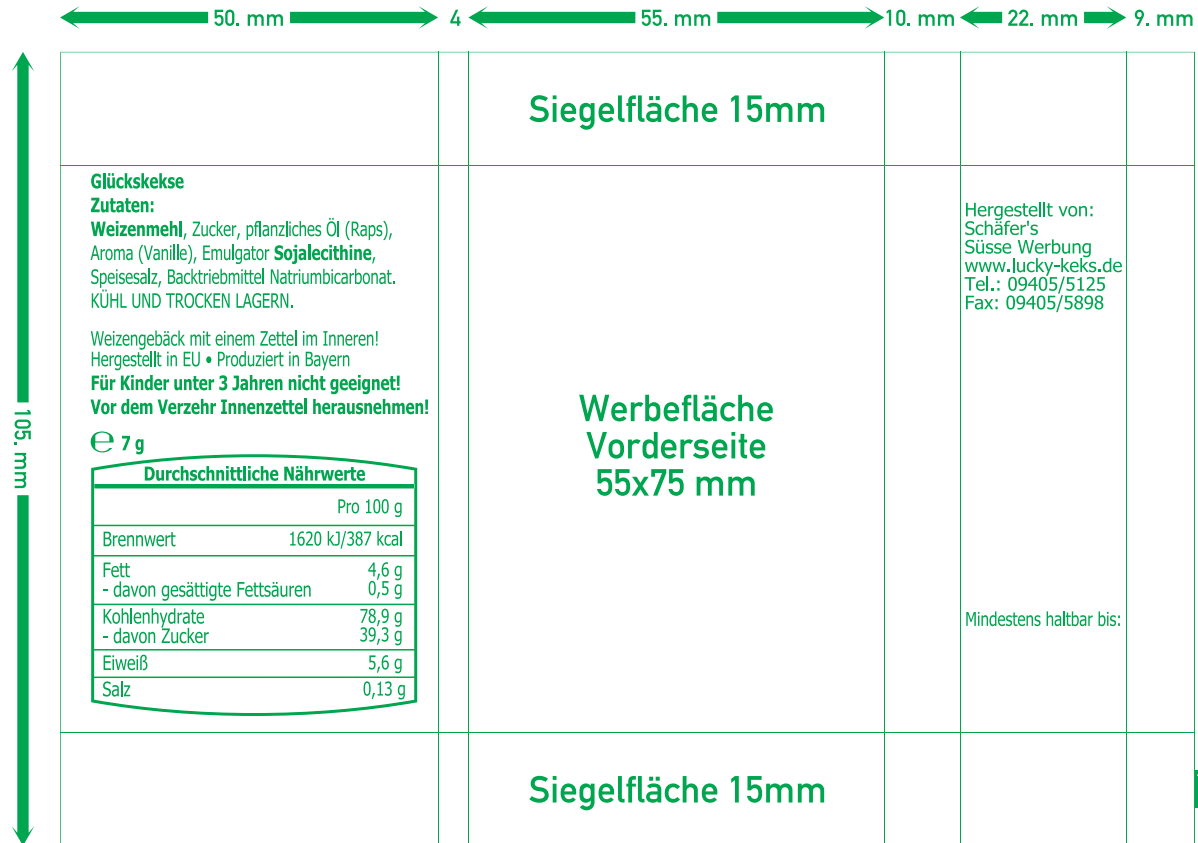 50. mm 4 55. mm 10. mm 22. mm 9. mm
105. mm
Siegelfläche 15mm
Glückskekse
Zutaten:
Weizenmehl, Zucker, pflanzliches Öl (Raps),
Aroma (Vanille), Emulgator Sojalecithine,
Speisesalz, Backtriebmittel Natriumbicarbonat.
KÜHL UND TROCKEN LAGERN.
Weizengebäck mit einem Zettel im Inneren!
Hergestellt in EU • Produziert in Bayern
Für Kinder unter 3 Jahren nicht geeignet!
Vor dem Verzehr Innenzettel herausnehmen!
℮ 7 g
Durchschnittliche Nährwerte
Pro 100 g
Brennwert 1620 kJ/387 kcal
Fett 4,6 g
- davon gesättigte Fettsäuren 0,5 g
Kohlenhydrate 78,9 g
- davon Zucker 39,3 g
Eiweiß 5,6 g
Salz 0,13 g
Werbefläche
Vorderseite
55x75 mm
Hergestellt von:
Schäfer's
Süsse Werbung
www.lucky-keks.de
Tel.: 09405/5125
Fax: 09405/5898
Mindestens haltbar bis:
Siegelfläche 15mm